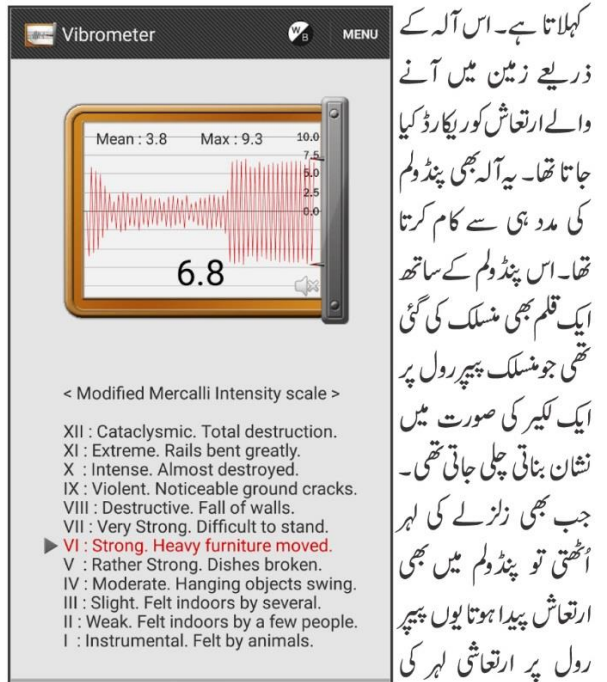 Vibrometer
W
B
MENU
Mean : 3.8 Max : 9.3
10.0
7.5
5.0
2.5
0.0
6.8
< Modified Mercalli Intensity scale >
XII : Cataclysmic. Total destruction.
XI : Extreme. Rails bent greatly.
X : Intense. Almost destroyed.
IX : Violent. Noticeable ground cracks.
VIII : Destructive. Fall of walls.
VII : Very Strong. Difficult to stand.
VI : Strong. Heavy furniture moved.
V : Rather Strong. Dishes broken.
IV : Moderate. Hanging objects swing.
III : Slight. Felt indoors by several.
II : Weak. Felt indoors by a few people.
I : Instrumental. Felt by animals.
کہلاتا ہے۔ اس آلہ کے
ذریعے زمین میں آنے
والے ارتعاش کو ریکارڈ کیا
جاتا تھا۔ یہ آلہ بھی پنڈولم
کی مدد ہی سے کام کرتا
تھا۔ اس پنڈولم کے ساتھ
ایک قلم بھی منسلک کی گئی
تھی جو منسلک پیپر رول پر
ایک لکیر کی صورت میں
نشان بناتی چلی جاتی تھی۔
جب بھی زلزلے کی لہر
اُٹھتی تو پنڈولم میں بھی
ارتعاش پیدا ہوتا یوں پیپر
رول پر ارتعاشی لہر کی